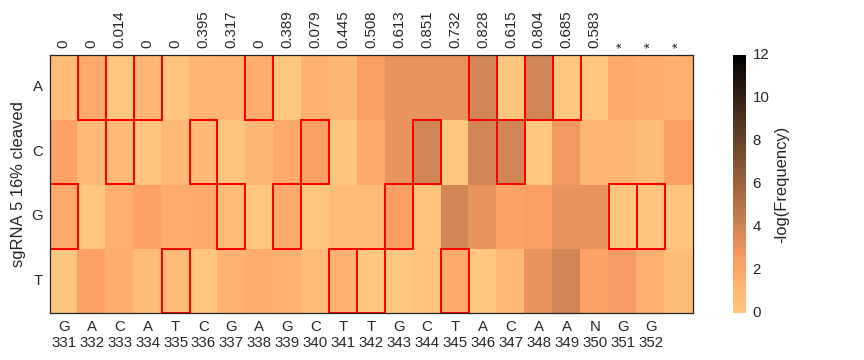 0 0 0.014 0 0 0.395 0.317 0 0.389 0.079 0.445 0.508 0.613 0.851 0.732 0.828 0.615 0.804 0.685 0.583 * * *
sgRNA 5 16% cleaved
A
C
G
T
G A C A T C G A G C T T G C T A C A A N G G
331 332 333 334 335 336 337 338 339 340 341 342 343 344 345 346 347 348 349 350 351 352
12
10
8
6
4
2
0
-log(Frequency)